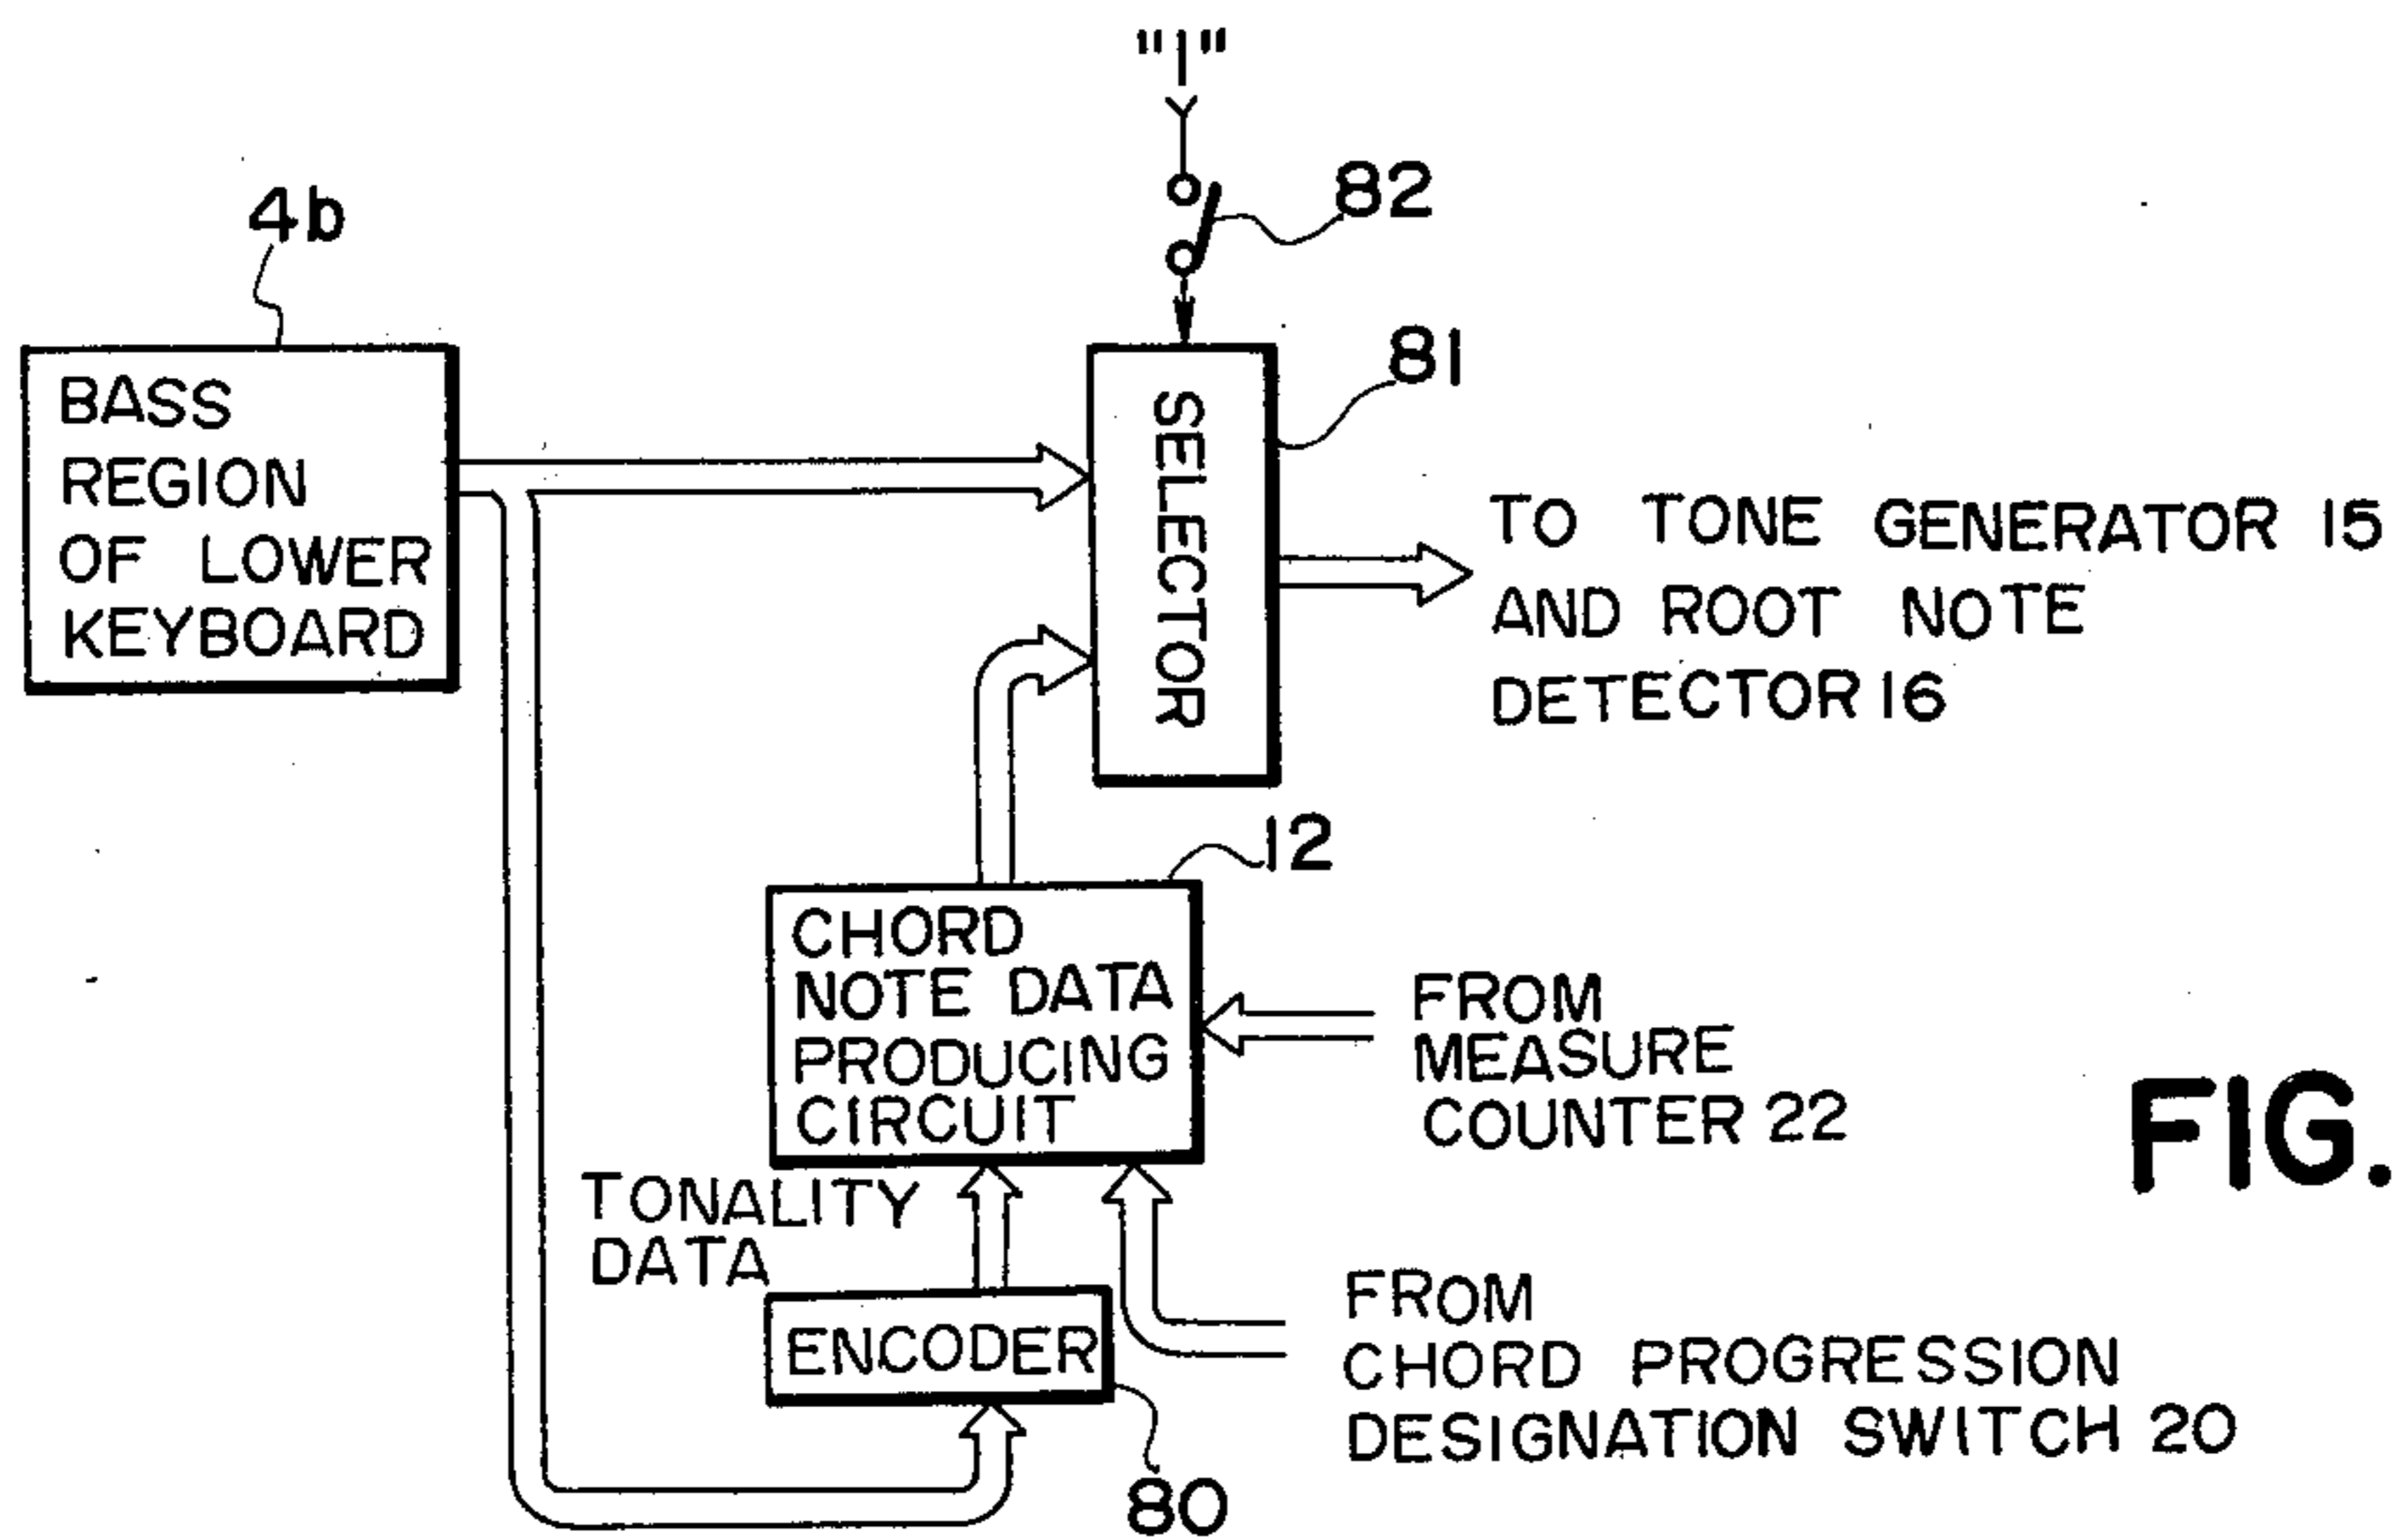 "1"
82
4b
81
BASS
REGION
OF LOWER
KEYBOARD
SELECTOR
TO TONE GENERATOR 15
AND ROOT NOTE
DETECTOR 16
12
CHORD
NOTE DATA
PRODUCING
CIRCUIT
FROM
MEASURE
COUNTER 22
FIG.
TONALITY
DATA
ENCODER
FROM
CHORD PROGRESSION
DESIGNATION SWITCH 20
80